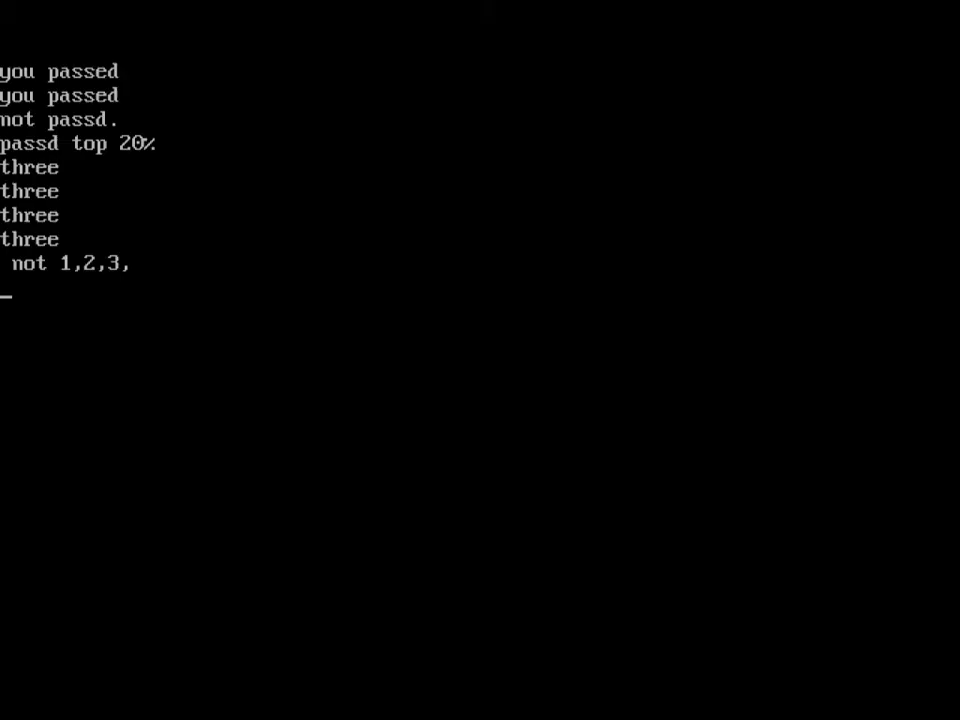 you passed
you passed
not passd.
passd top 20%
three
three
three
three
not 1,2,3,